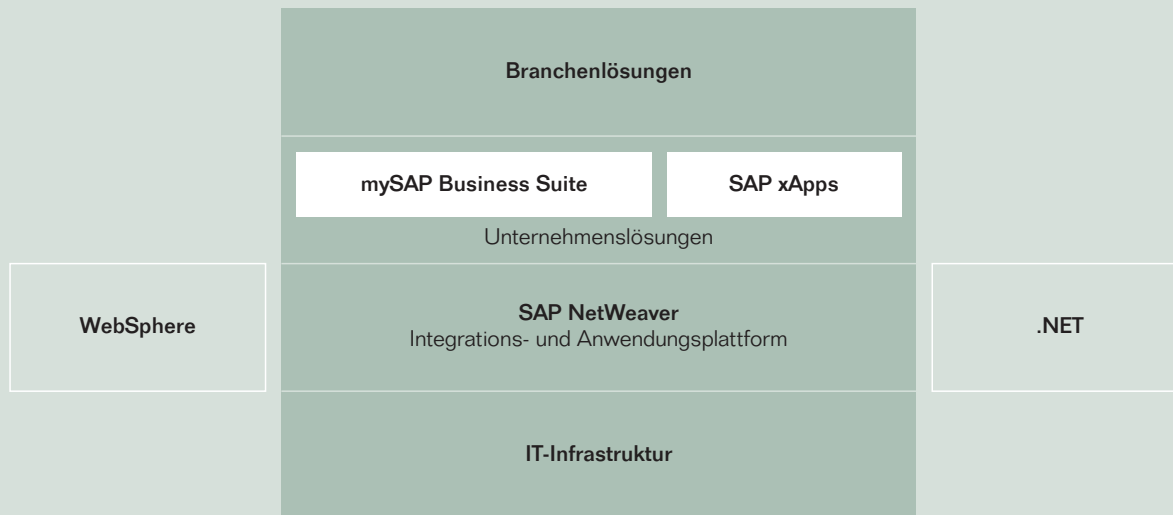 Branchenlösungen
mySAP Business Suite
SAP xApps
Unternehmenslösungen
WebSphere
SAP NetWeaver
Integrations- und Anwendungsplattform
.NET
IT-Infrastruktur